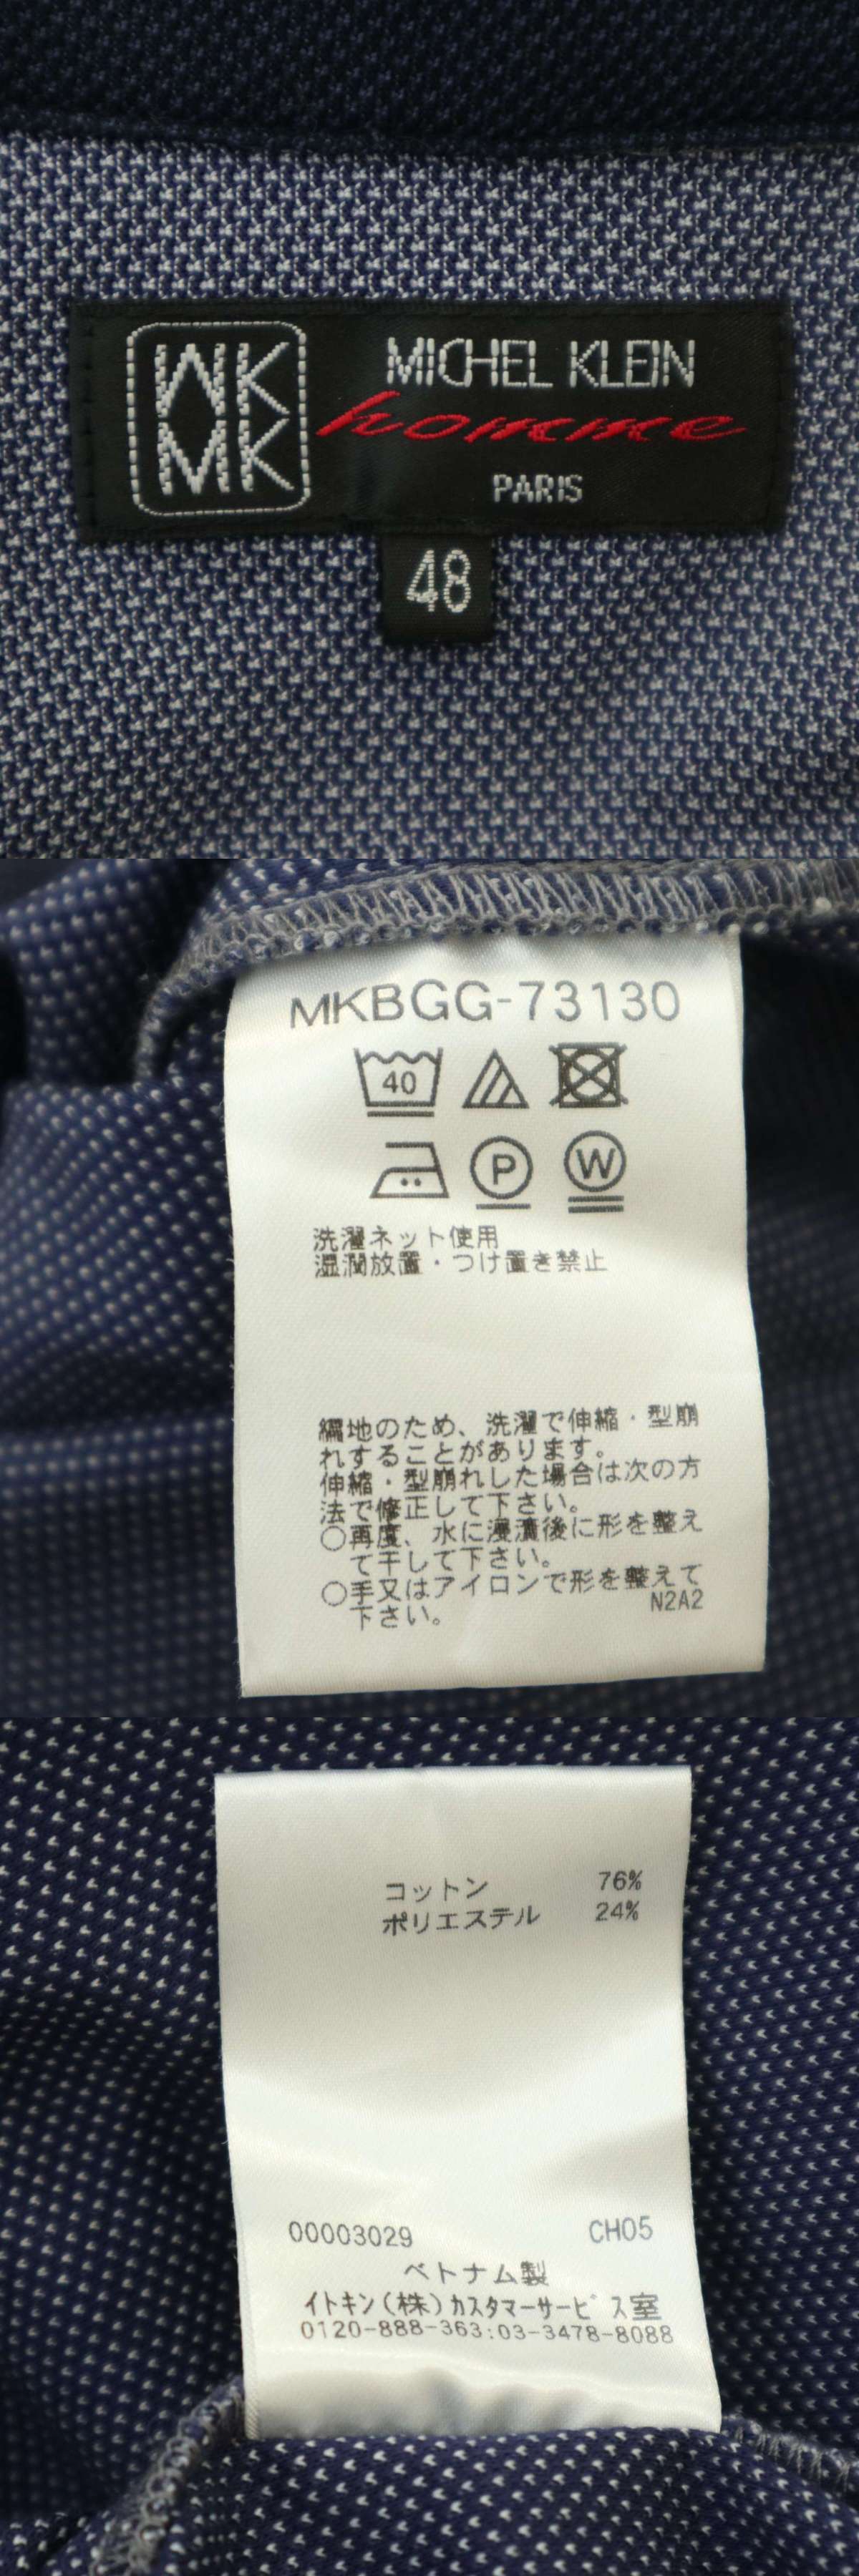 MK
MK
MICHEL KLEIN
homme
PARIS
48
MKBGG-73130
40
P
W
洗濯ネット使用
湿潤放置・つけ置き禁止
編地のため、洗濯で伸縮・型崩
れすることがあります。
伸縮・型崩れした場合は次の方
法で修正して下さい。
○再度、水に浸漬後に形を整え
て干して下さい。
○手又はアイロンで形を整えて
下さい。
N2A2
コットン 76%
ポリエステル 24%
00003029 CH05
ベトナム製
イトキン(株)カスタマーサービス室
0120-888-363:03-3478-8088